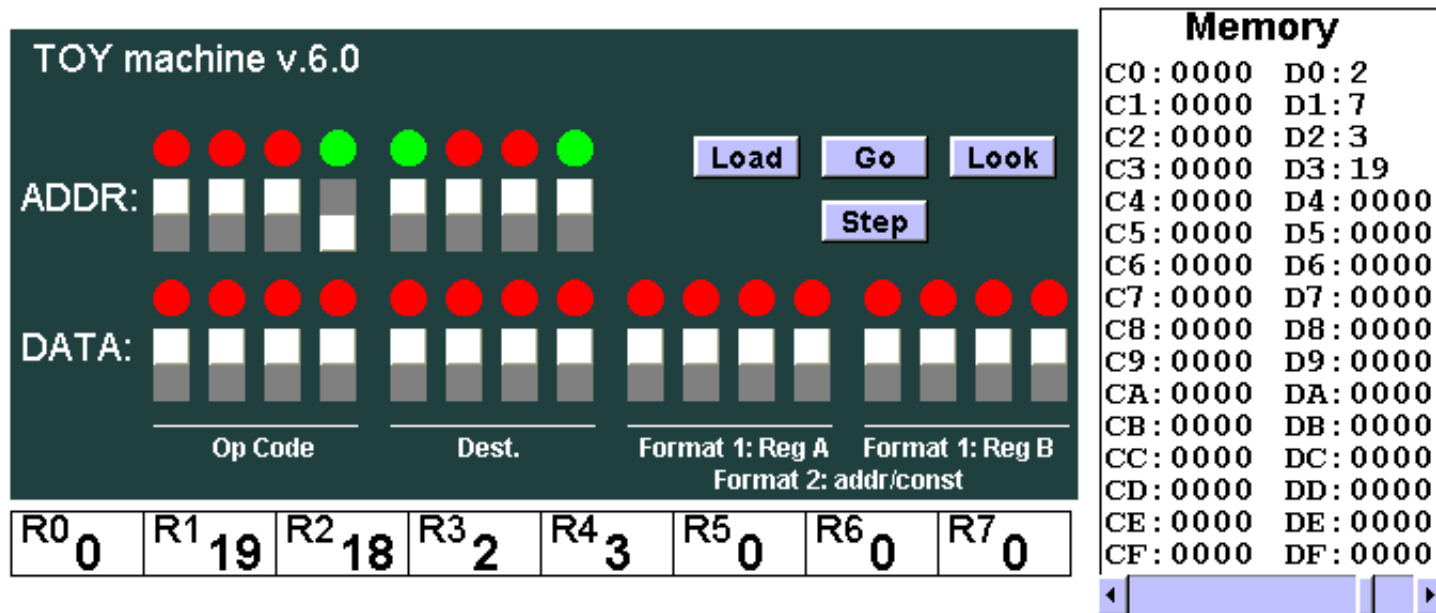 TOY machine v.6.0
ADDR:
Load Go Look
Step
DATA:
Op Code Dest. Format 1: Reg A Format 1: Reg B
Format 2: addr/const
R0 0 R1 19 R2 18 R3 2 R4 3 R5 0 R6 0 R7 0
Memory
C0:0000 D0:2
C1:0000 D1:7
C2:0000 D2:3
C3:0000 D3:19
C4:0000 D4:0000
C5:0000 D5:0000
C6:0000 D6:0000
C7:0000 D7:0000
C8:0000 D8:0000
C9:0000 D9:0000
CA:0000 DA:0000
CB:0000 DB:0000
CC:0000 DC:0000
CD:0000 DD:0000
CE:0000 DE:0000
CF:0000 DF:0000